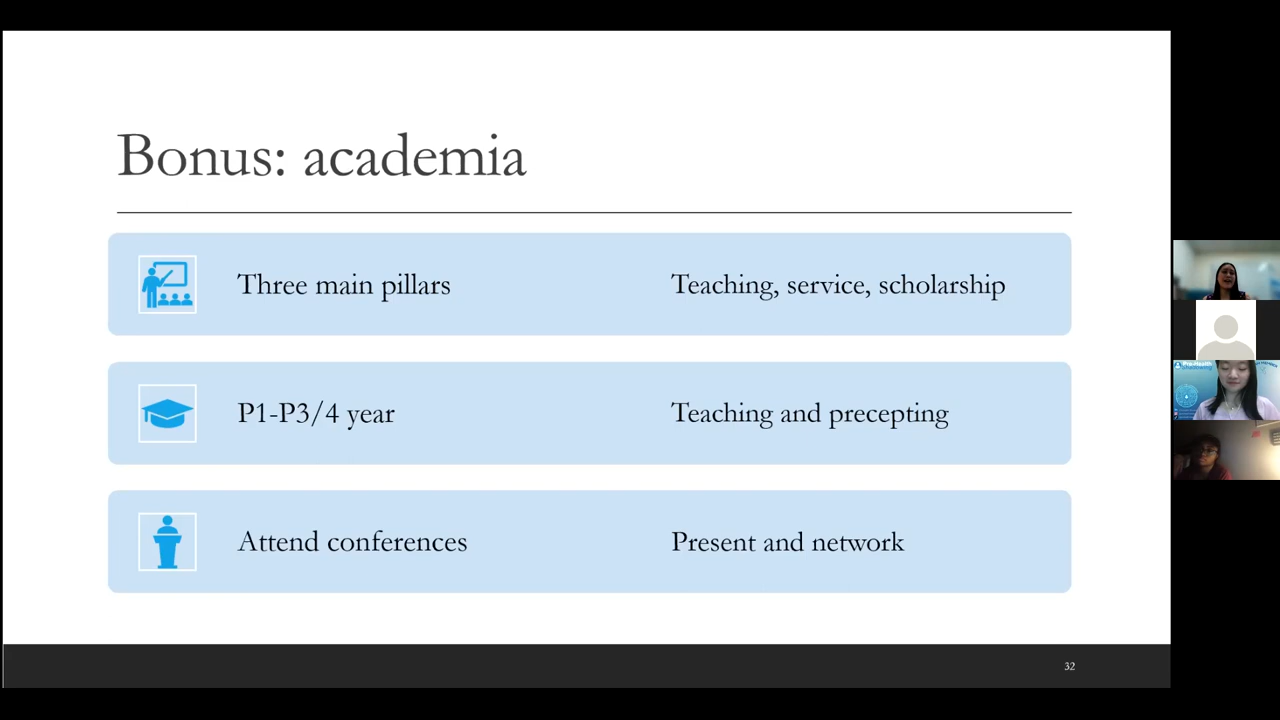 Bonus: academia
Three main pillars
Teaching, service, scholarship
P1-P3/4 year
Teaching and precepting
Attend conferences
Present and network
32